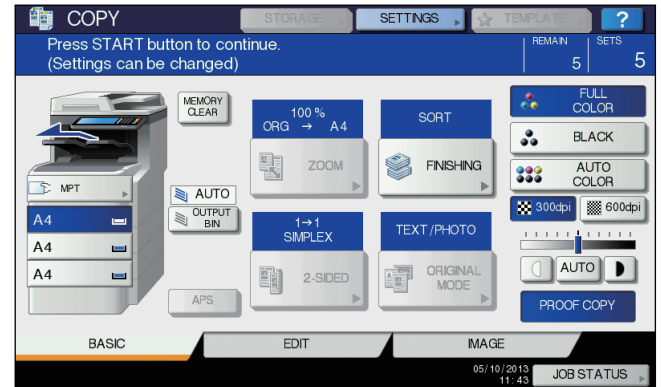 COPY
STORAGE
SETTINGS
TEMPLATE
?
Press START button to continue.
(Settings can be changed)
REMAIN
5
SETS
5
MEMORY
CLEAR
100 %
ORG → A4
ZOOM
SORT
FINISHING
FULL
COLOR
BLACK
AUTO
COLOR
300dpi
600dpi
MPT
A4
A4
A4
AUTO
OUTPUT
BIN
APS
1→1
SIMPLEX
2-SIDED
TEXT/PHOTO
ORIGINAL
MODE
AUTO
PROOF COPY
BASIC
EDIT
IMAGE
05/10/2013
11:43
JOB STATUS